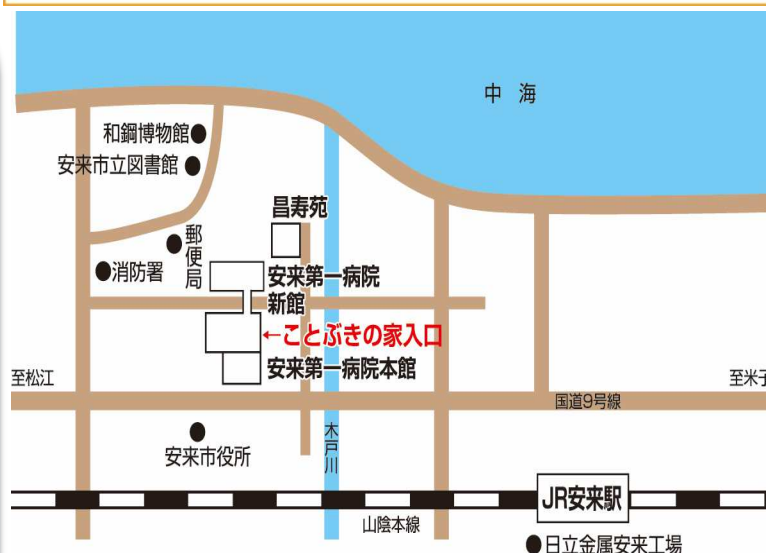 中 海
和鋼博物館
安来市立図書館
昌寿苑
郵便局
消防署
安来第一病院
新館
←ことぶきの家入口
安来第一病院本館
至松江
至米子
国道9号線
安来市役所
木戸川
JR安来駅
山陰本線
日立金属安来工場